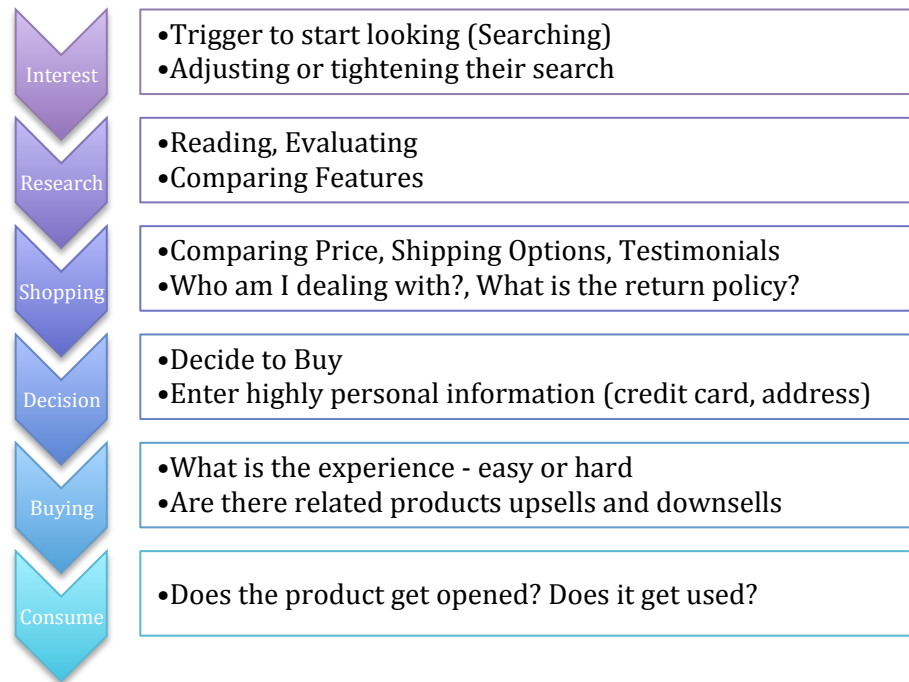 Interest
•Trigger to start looking (Searching)
•Adjusting or tightening their search
Research
•Reading, Evaluating
•Comparing Features
Shopping
•Comparing Price, Shipping Options, Testimonials
•Who am I dealing with?, What is the return policy?
Decision
•Decide to Buy
•Enter highly personal information (credit card, address)
Buying
•What is the experience - easy or hard
•Are there related products upsells and downsells
Consume
•Does the product get opened? Does it get used?